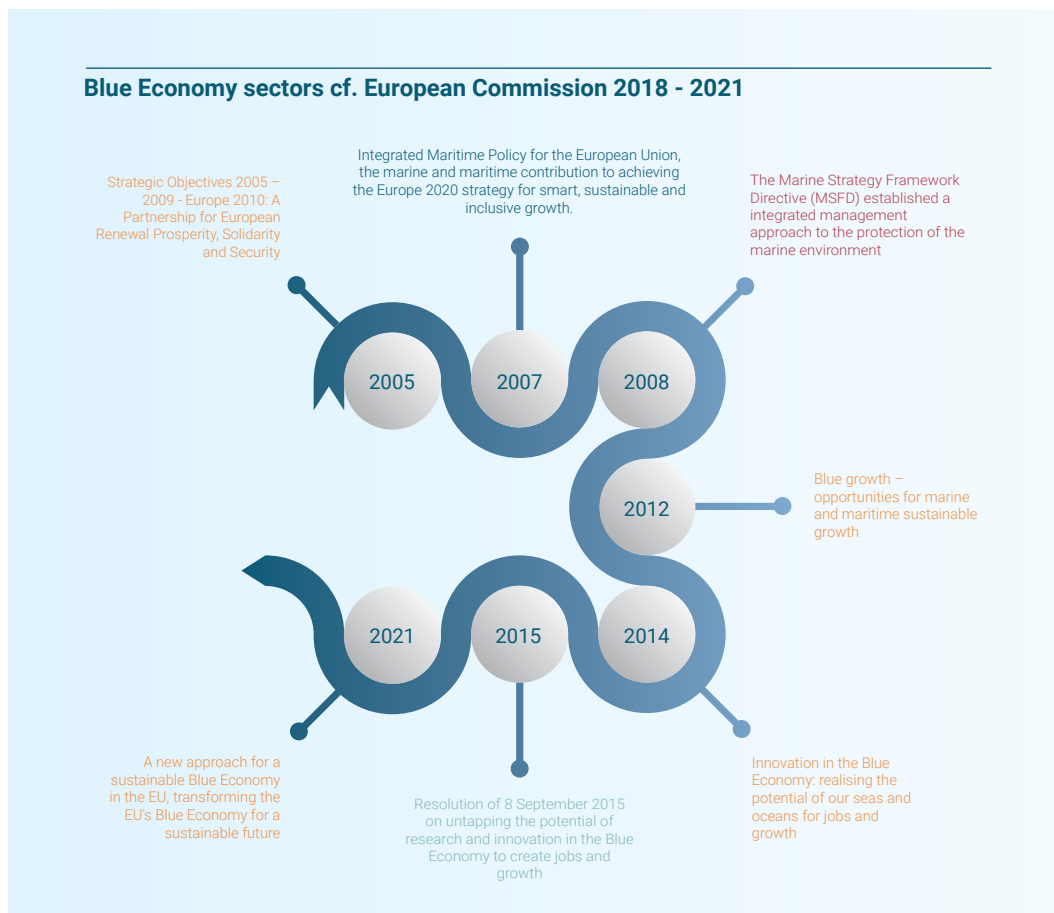 Blue Economy sectors cf. European Commission 2018 - 2021
Strategic Objectives 2005 –
2009 - Europe 2010: A
Partnership for European
Renewal Prosperity, Solidarity
and Security
Integrated Maritime Policy for the European Union,
the marine and maritime contribution to achieving
the Europe 2020 strategy for smart, sustainable and
inclusive growth.
The Marine Strategy Framework
Directive (MSFD) established a
integrated management
approach to the protection of the
marine environment
2005
2007
2008
2012
Blue growth –
opportunities for marine
and maritime sustainable
growth
2021
2015
2014
A new approach for a
sustainable Blue Economy
in the EU, transforming the
EU's Blue Economy for a
sustainable future
Resolution of 8 September 2015
on untapping the potential of
research and innovation in the Blue
Economy to create jobs and
growth
Innovation in the Blue
Economy: realising the
potential of our seas and
oceans for jobs and
growth